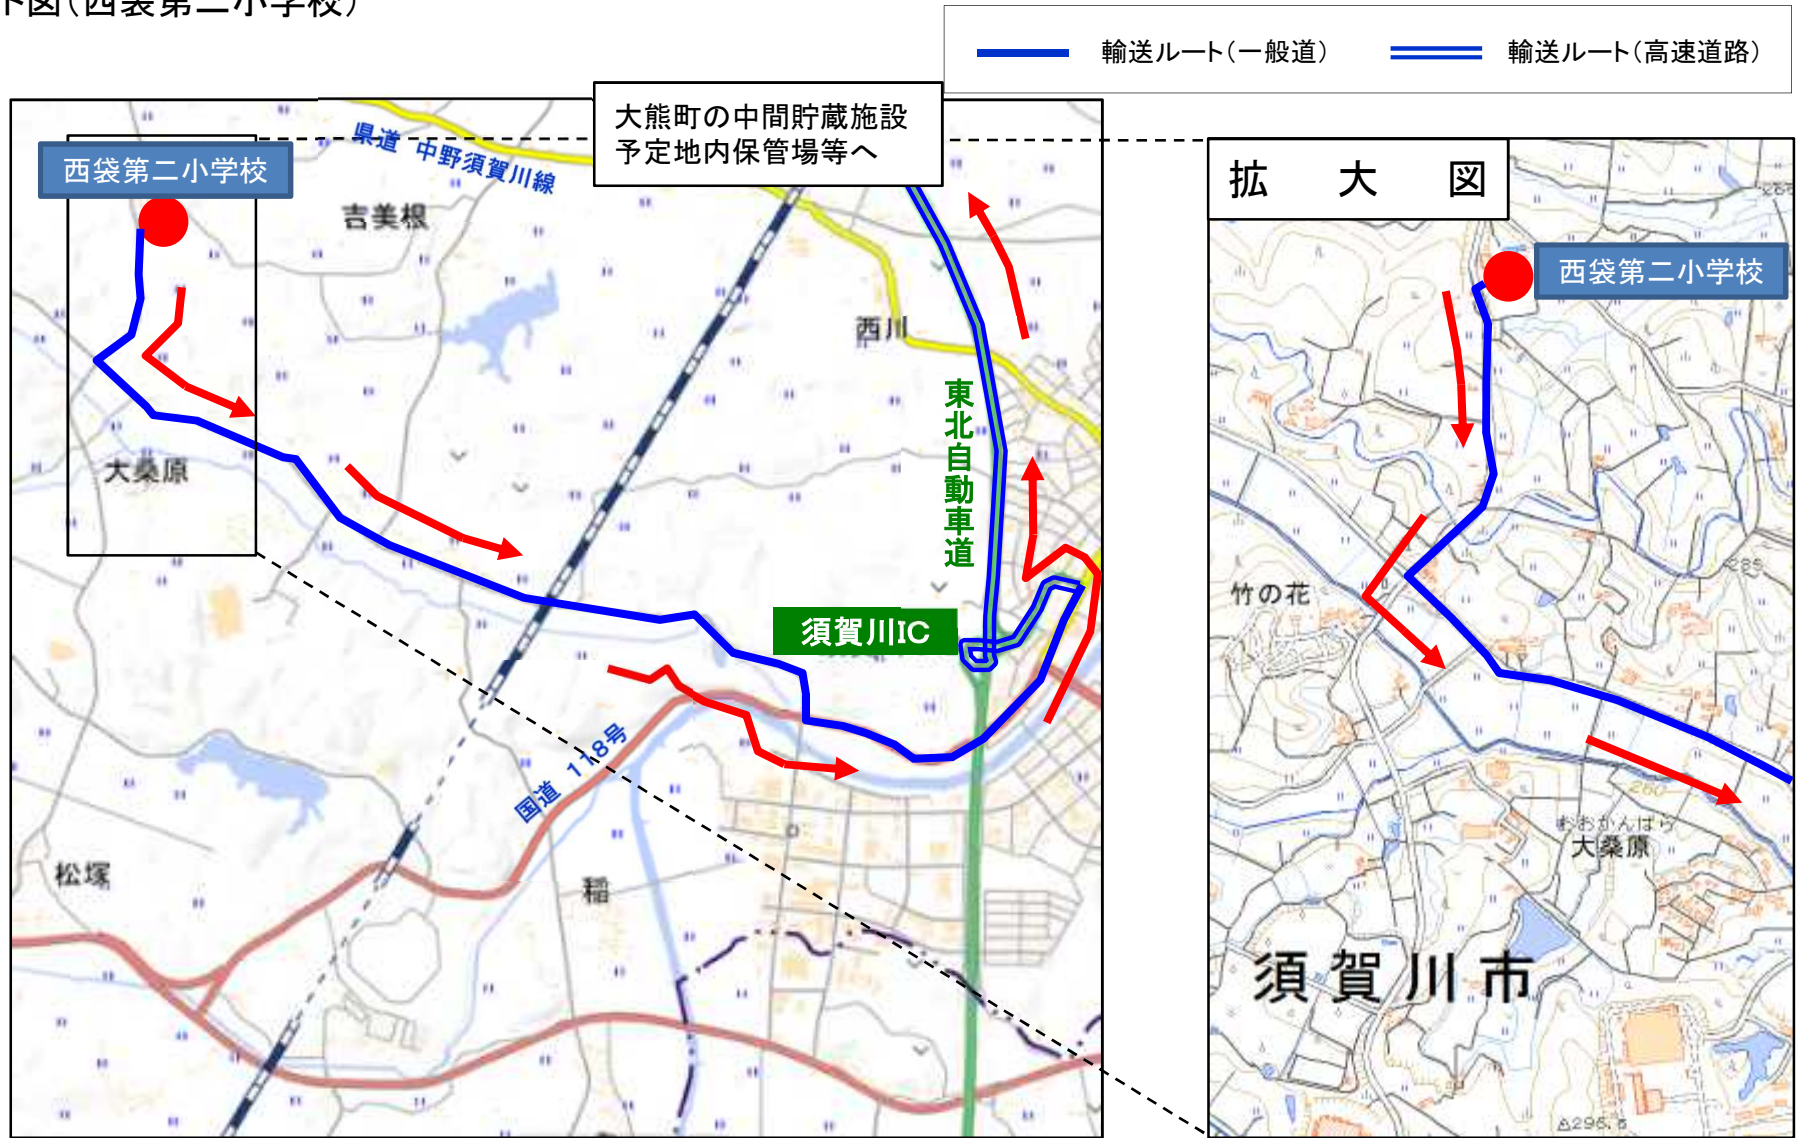 ト図(西袋第二小学校)
輸送ルート(一般道)
輸送ルート(高速道路)
大熊町の中間貯蔵施設
予定地内保管場等へ
県道 中野須賀川線
西袋第二小学校
吉美根
西川
東北自動車道
大桑原
須賀川IC
国道 118号
松塚
稲
拡 大 図
西袋第二小学校
竹の花
285
260
おおかんばら
大桑原
須賀川市